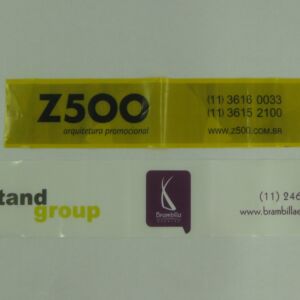 Z500
arquitetura promocional
(11) 3616 0033
(11) 3615 2100
www.z500.com.br
tand
group
Brambilla
(11) 246
www.brambillae